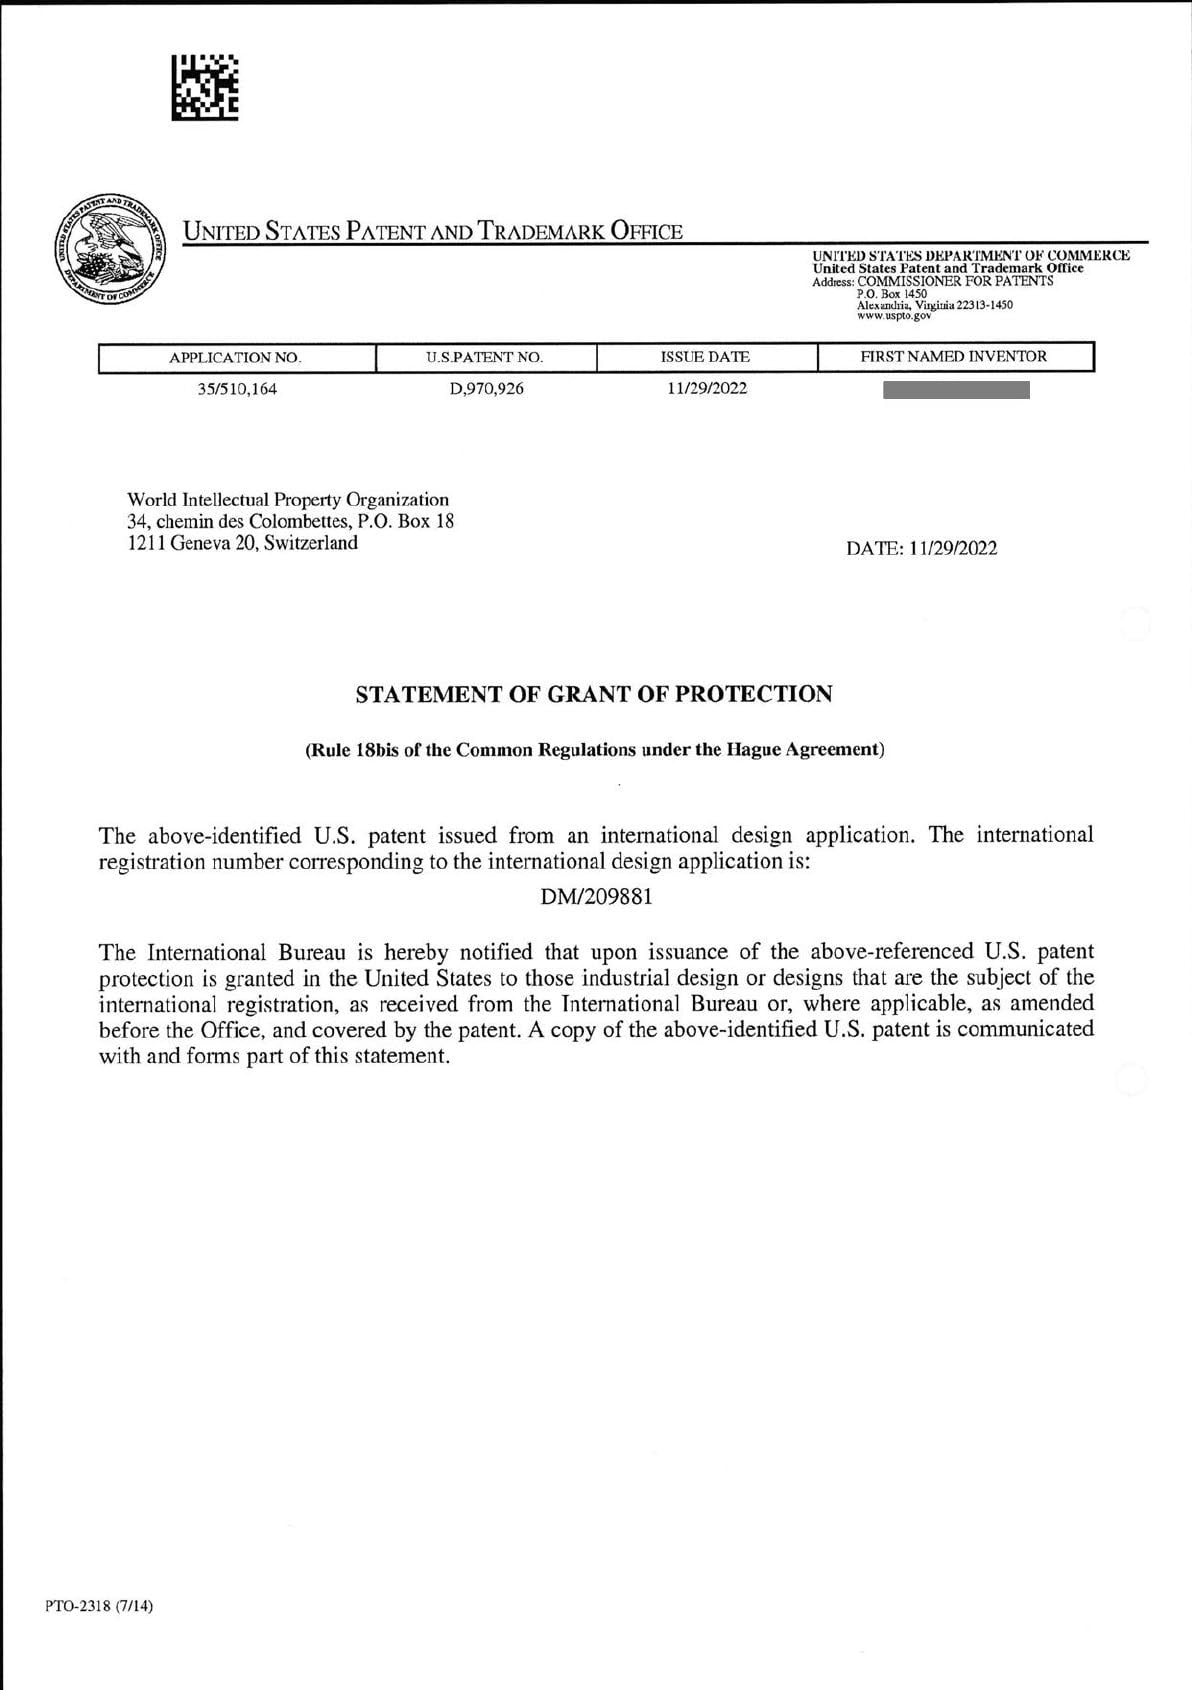 UNITED STATES PATENT AND TRADEMARK OFFICE
UNITED STATES DEPARTMENT OF COMMERCE
United States Patent and Trademark Office
Address: COMMISSIONER FOR PATENTS
P.O. Box 1450
Alexandria, Virginia 22313-1450
www.uspto.gov
UNITED STATES PATENT AND TRADEMARK OFFICE
DEPARTMENT OF COMMERCE
APPLICATION NO. U.S.PATENT NO. ISSUE DATE FIRST NAMED INVENTOR
35/510,164 D,970,926 11/29/2022
World Intellectual Property Organization
34, chemin des Colombettes, P.O. Box 18
1211 Geneva 20, Switzerland
DATE: 11/29/2022
STATEMENT OF GRANT OF PROTECTION
(Rule 18bis of the Common Regulations under the Hague Agreement)
The above-identified U.S. patent issued from an international design application. The international
registration number corresponding to the international design application is:
DM/209881
The International Bureau is hereby notified that upon issuance of the above-referenced U.S. patent
protection is granted in the United States to those industrial design or designs that are the subject of the
international registration, as received from the International Bureau or, where applicable, as amended
before the Office, and covered by the patent. A copy of the above-identified U.S. patent is communicated
with and forms part of this statement.
PTO-2318 (7/14)